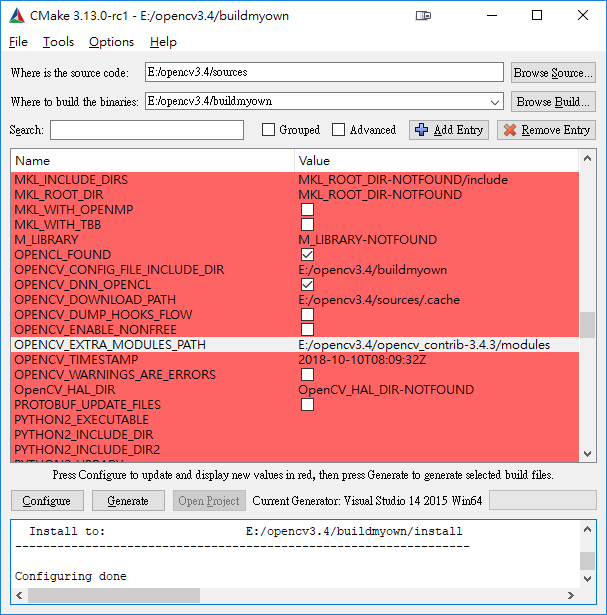 CMake 3.13.0-rc1 - E:/opencv3.4/buildmyown
File Tools Options Help
Where is the source code: E:/opencv3.4/sources Browse Source...
Where to build the binaries: E:/opencv3.4/buildmyown Browse Build...
Search: Grouped Advanced Add Entry Remove Entry
Name Value
MKL_INCLUDE_DIRS MKL_ROOT_DIR-NOTFOUND/include
MKL_ROOT_DIR MKL_ROOT_DIR-NOTFOUND
MKL_WITH_OPENMP
MKL_WITH_TBB
M_LIBRARY M_LIBRARY-NOTFOUND
OPENCL_FOUND
OPENCV_CONFIG_FILE_INCLUDE_DIR E:/opencv3.4/buildmyown
OPENCV_DNN_OPENCL
OPENCV_DOWNLOAD_PATH E:/opencv3.4/sources/.cache
OPENCV_DUMP_HOOKS_FLOW
OPENCV_ENABLE_NONFREE
OPENCV_EXTRA_MODULES_PATH E:/opencv3.4/opencv_contrib-3.4.3/modules
OPENCV_TIMESTAMP 2018-10-10T08:09:32Z
OPENCV_WARNINGS_ARE_ERRORS
OpenCV_HAL_DIR OpenCV_HAL_DIR-NOTFOUND
PROTOBUF_UPDATE_FILES
PYTHON2_EXECUTABLE
PYTHON2_INCLUDE_DIR
PYTHON2_INCLUDE_DIR2
PYTHON2_LIBRARY
Press Configure to update and display new values in red, then press Generate to generate selected build files.
Configure Generate Open Project Current Generator: Visual Studio 14 2015 Win64
Install to: E:/opencv3.4/buildmyown/install
-----------------------------------------------------------------
Configuring done